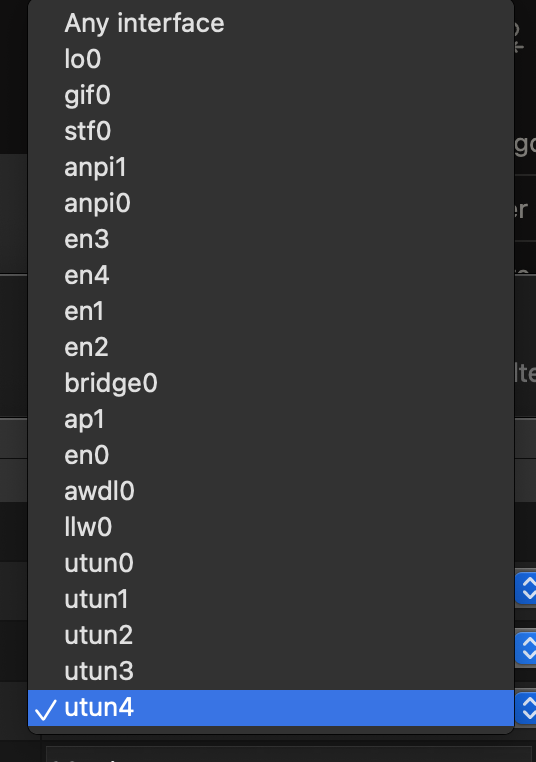 Any interface
lo0
gif0
stf0
anpi1
anpi0
en3
en4
en1
en2
bridge0
ap1
en0
awdl0
llw0
utun0
utun1
utun2
utun3
utun4